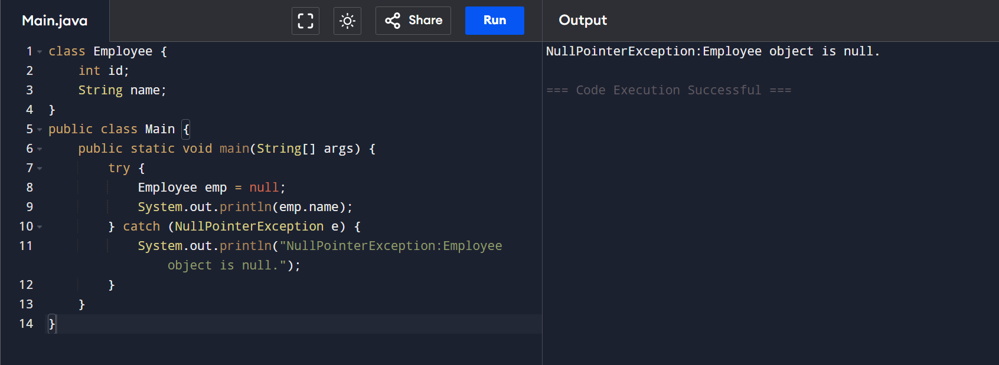 Main.java
Share
Run
Output
1 class Employee {
2 int id;
3 String name;
4 }
5 public class Main {
6 public static void main(String[] args) {
7 try {
8 Employee emp = null;
9 System.out.println(emp.name);
10 } catch (NullPointerException e) {
11 System.out.println("NullPointerException:Employee
object is null.");
12 }
13 }
14 }
NullPointerException:Employee object is null.
=== Code Execution Successful ===